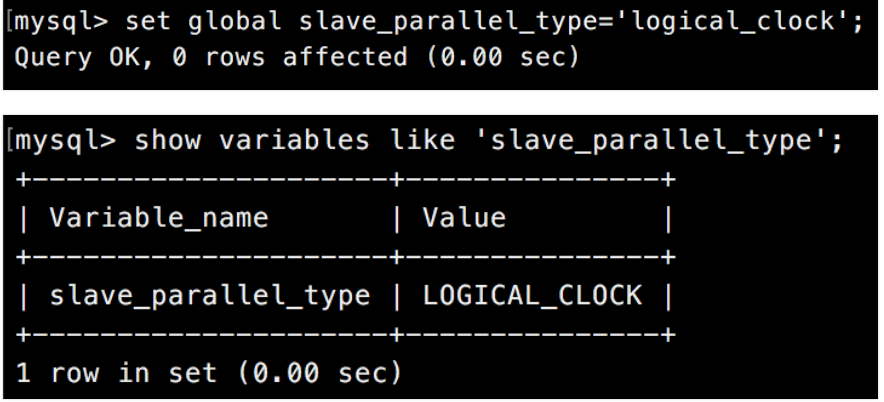 [mysql> set global slave_parallel_type='logical_clock';
Query OK, 0 rows affected (0.00 sec)
[mysql> show variables like 'slave_parallel_type';
+---------------------+---------------+
| Variable_name       | Value         |
+---------------------+---------------+
| slave_parallel_type | LOGICAL_CLOCK |
+---------------------+---------------+
1 row in set (0.00 sec)